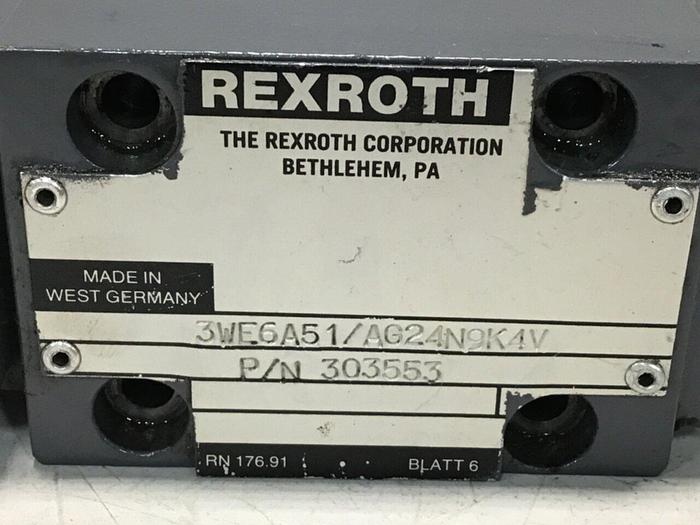 REXROTH
THE REXROTH CORPORATION
BETHLEHEM, PA
MADE IN
WEST GERMANY
3WE6A51/AG24N9K4V
P/N 303553
RN 176.91
BLATT 6